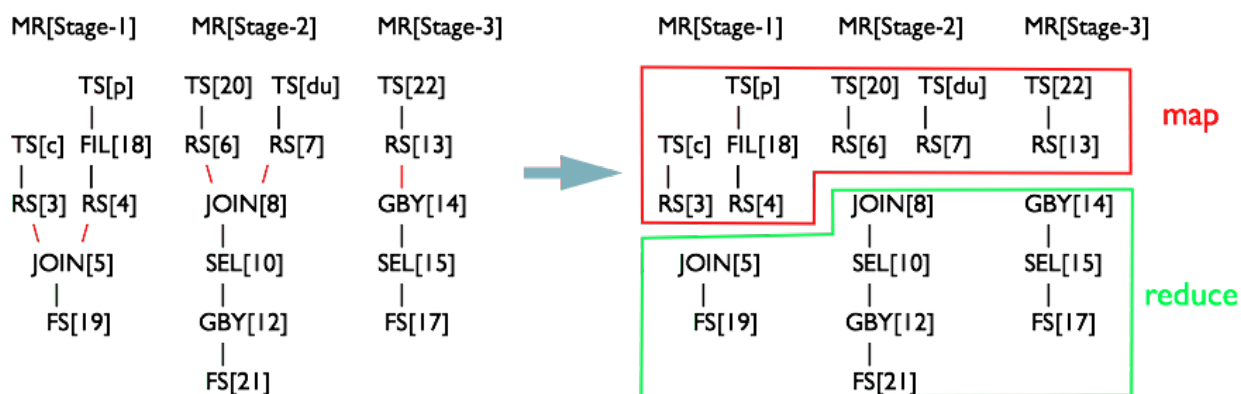 MR[Stage-1] MR[Stage-2] MR[Stage-3] MR[Stage-1] MR[Stage-2] MR[Stage-3]
TS[p] TS[20] TS[du] TS[22] TS[p] TS[20] TS[du] TS[22]
map
TS[c] FIL[18] RS[6] RS[7] RS[13] TS[c] FIL[18] RS[6] RS[7] RS[13]
RS[3] RS[4] JOIN[8] GBY[14] RS[3] RS[4] JOIN[8] GBY[14]
JOIN[5] SEL[10] SEL[15] JOIN[5] SEL[10] SEL[15]
reduce
FS[19] GBY[12] FS[17] FS[19] GBY[12] FS[17]
FS[21] FS[21]